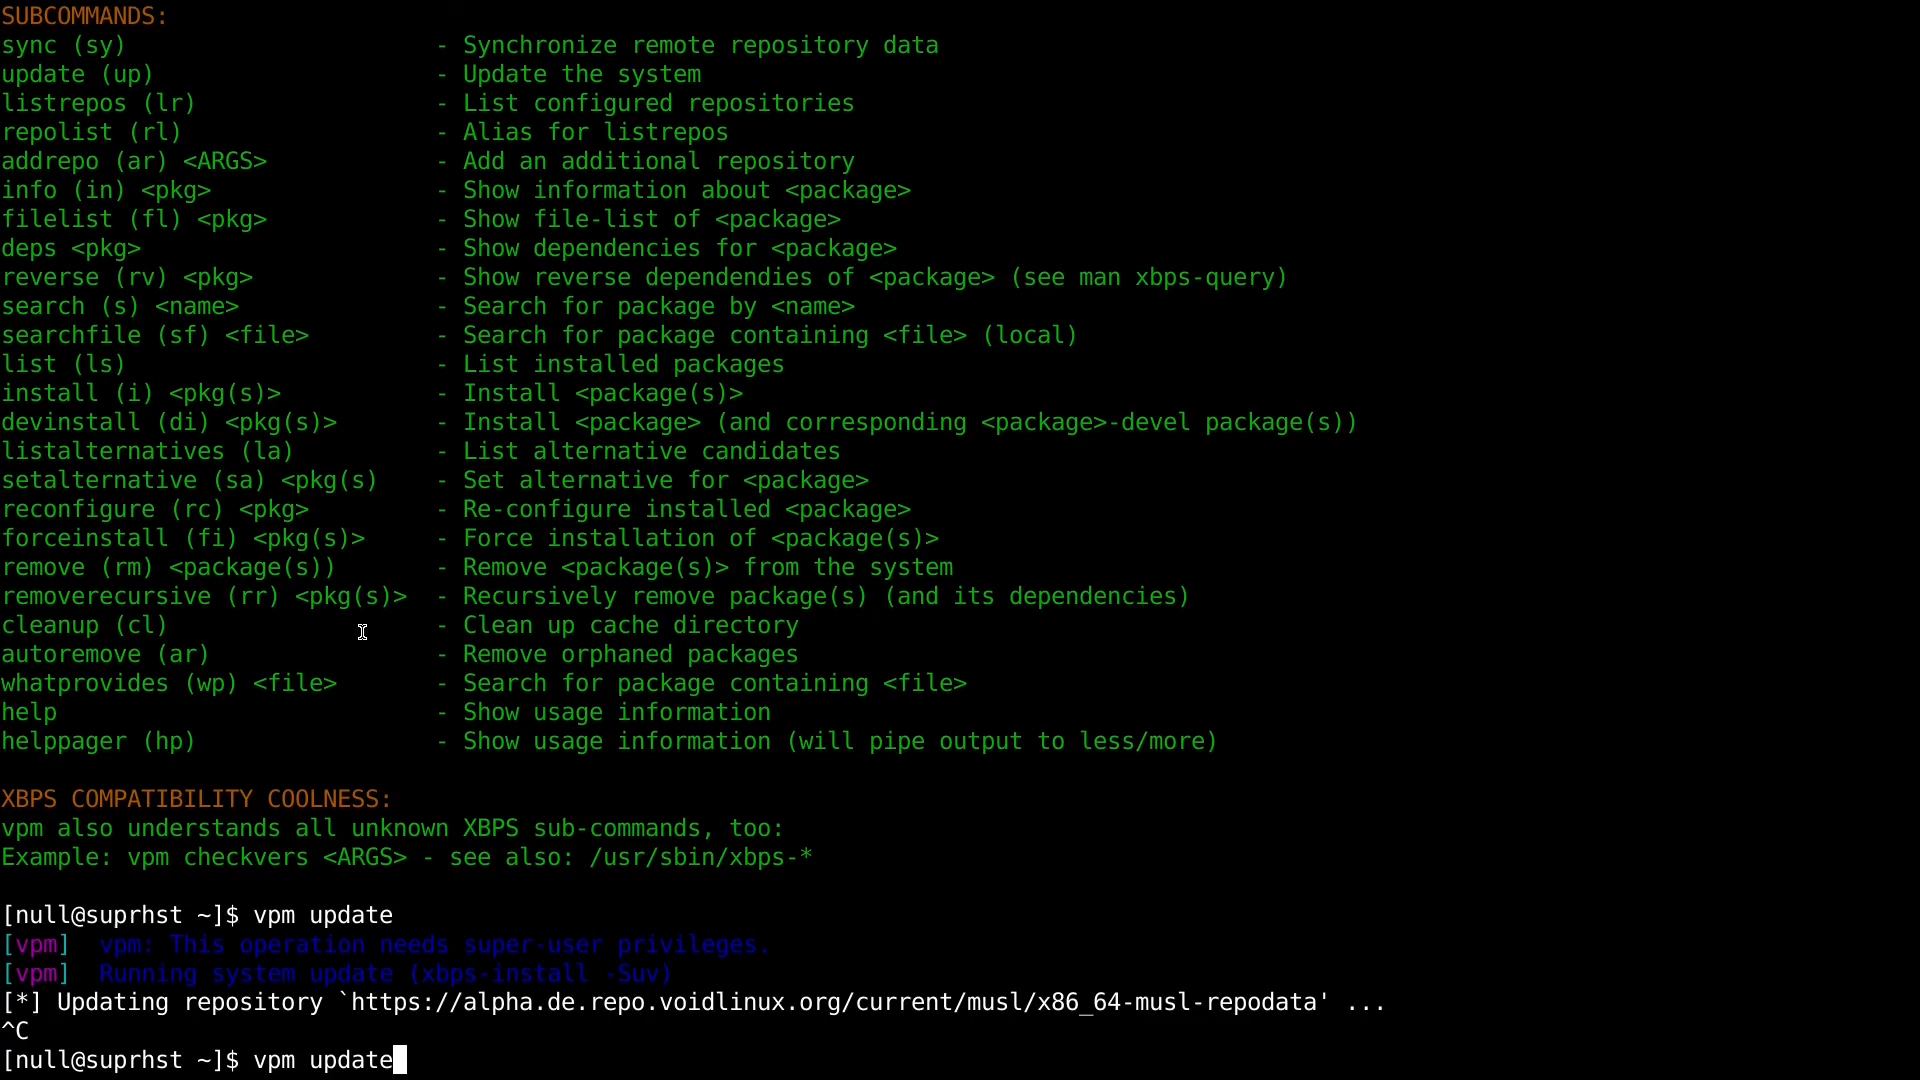 SUBCOMMANDS:
sync (sy)                      - Synchronize remote repository data
update (up)                    - Update the system
listrepos (lr)                 - List configured repositories
repolist (rl)                  - Alias for listrepos
addrepo (ar) <ARGS>            - Add an additional repository
info (in) <pkg>                - Show information about <package>
filelist (fl) <pkg>            - Show file-list of <package>
deps <pkg>                     - Show dependencies for <package>
reverse (rv) <pkg>             - Show reverse dependendies of <package> (see man xbps-query)
search (s) <name>              - Search for package by <name>
searchfile (sf) <file>         - Search for package containing <file> (local)
list (ls)                      - List installed packages
install (i) <pkg(s)>           - Install <package(s)>
devinstall (di) <pkg(s)>       - Install <package> (and corresponding <package>-devel package(s))
listalternatives (la)          - List alternative candidates
setalternative (sa) <pkg(s)    - Set alternative for <package>
reconfigure (rc) <pkg>         - Re-configure installed <package>
forceinstall (fi) <pkg(s)>     - Force installation of <package(s)>
remove (rm) <package(s))       - Remove <package(s)> from the system
removerecursive (rr) <pkg(s)>  - Recursively remove package(s) (and its dependencies)
cleanup (cl)                   - Clean up cache directory
autoremove (ar)                - Remove orphaned packages
whatprovides (wp) <file>       - Search for package containing <file>
help                           - Show usage information
helppager (hp)                 - Show usage information (will pipe output to less/more)

XBPS COMPATIBILITY COOLNESS:
vpm also understands all unknown XBPS sub-commands, too:
Example: vpm checkvers <ARGS> - see also: /usr/sbin/xbps-*

[null@suprhst ~]$ vpm update
[vpm]  vpm: This operation needs super-user privileges.
[vpm]  Running system update (xbps-install -Suv)
[*] Updating repository `https://alpha.de.repo.voidlinux.org/current/musl/x86_64-musl-repodata' ...
^C
[null@suprhst ~]$ vpm update